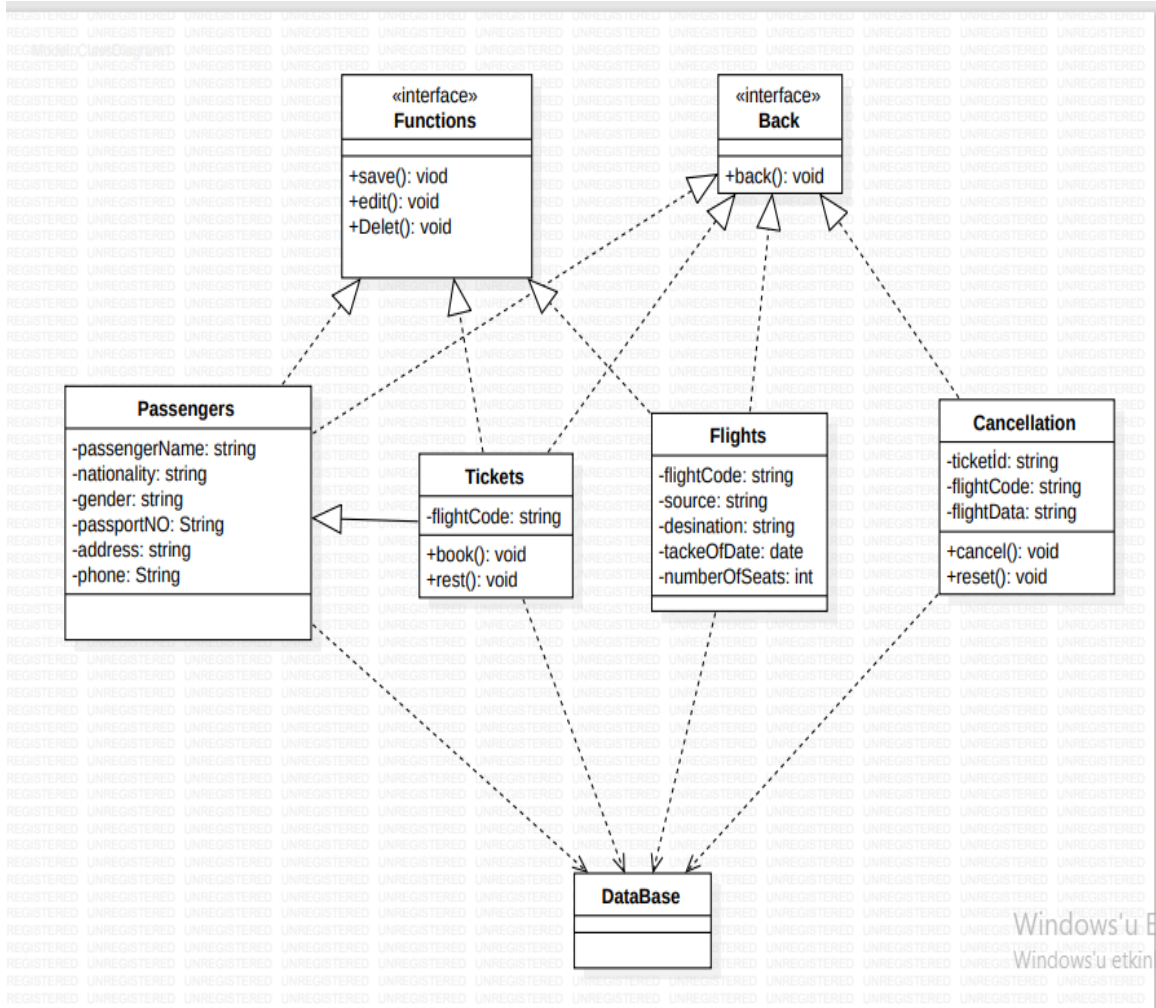 Model::ClassDiagram1
«interface»
Functions
+save(): viod
+edit(): void
+Delet(): void
«interface»
Back
+back(): void
Passengers
-passengerName: string
-nationality: string
-gender: string
-passportNO: String
-address: string
-phone: String
Tickets
-flightCode: string
+book(): void
+rest(): void
Flights
-flightCode: string
-source: string
-desination: string
-tackeOfDate: date
-numberOfSeats: int
Cancellation
-ticketİd: string
-flightCode: string
-flightData: string
+cancel(): void
+reset(): void
DataBase
Windows'u E
Windows'u etkin
UNREGISTERED